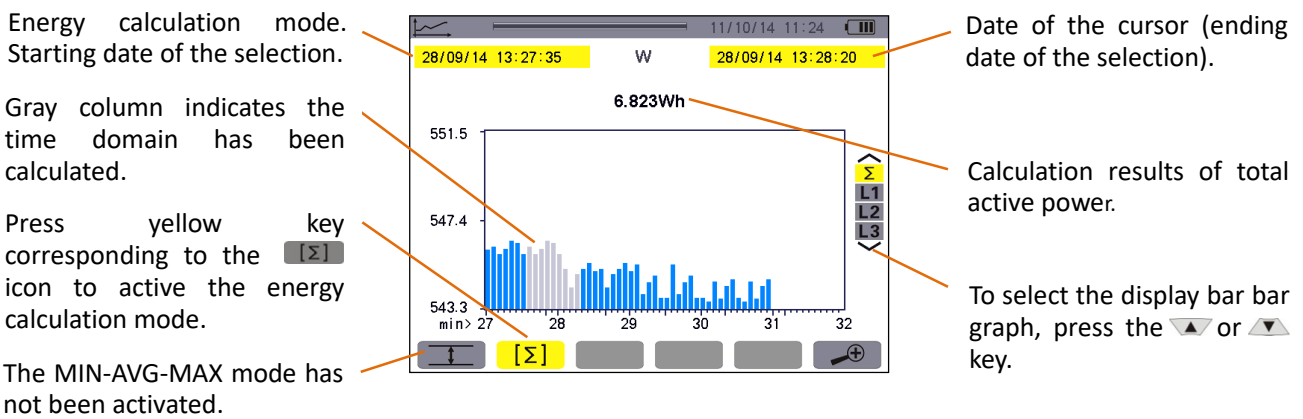 Energy calculation mode.
Starting date of the selection.
Gray column indicates the
time domain has been
calculated.
Press yellow key
corresponding to the [Σ]
icon to active the energy
calculation mode.
The MIN-AVG-MAX mode has
not been activated.
11/10/14 11:24
28/09/14 13:27:35 W 28/09/14 13:28:20
6.823Wh
551.5
547.4
543.3
min> 27 28 29 30 31 32
Σ
L1
L2
L3
[Σ]
Date of the cursor (ending
date of the selection).
Calculation results of total
active power.
To select the display bar bar
graph, press the ▲ or ▼
key.